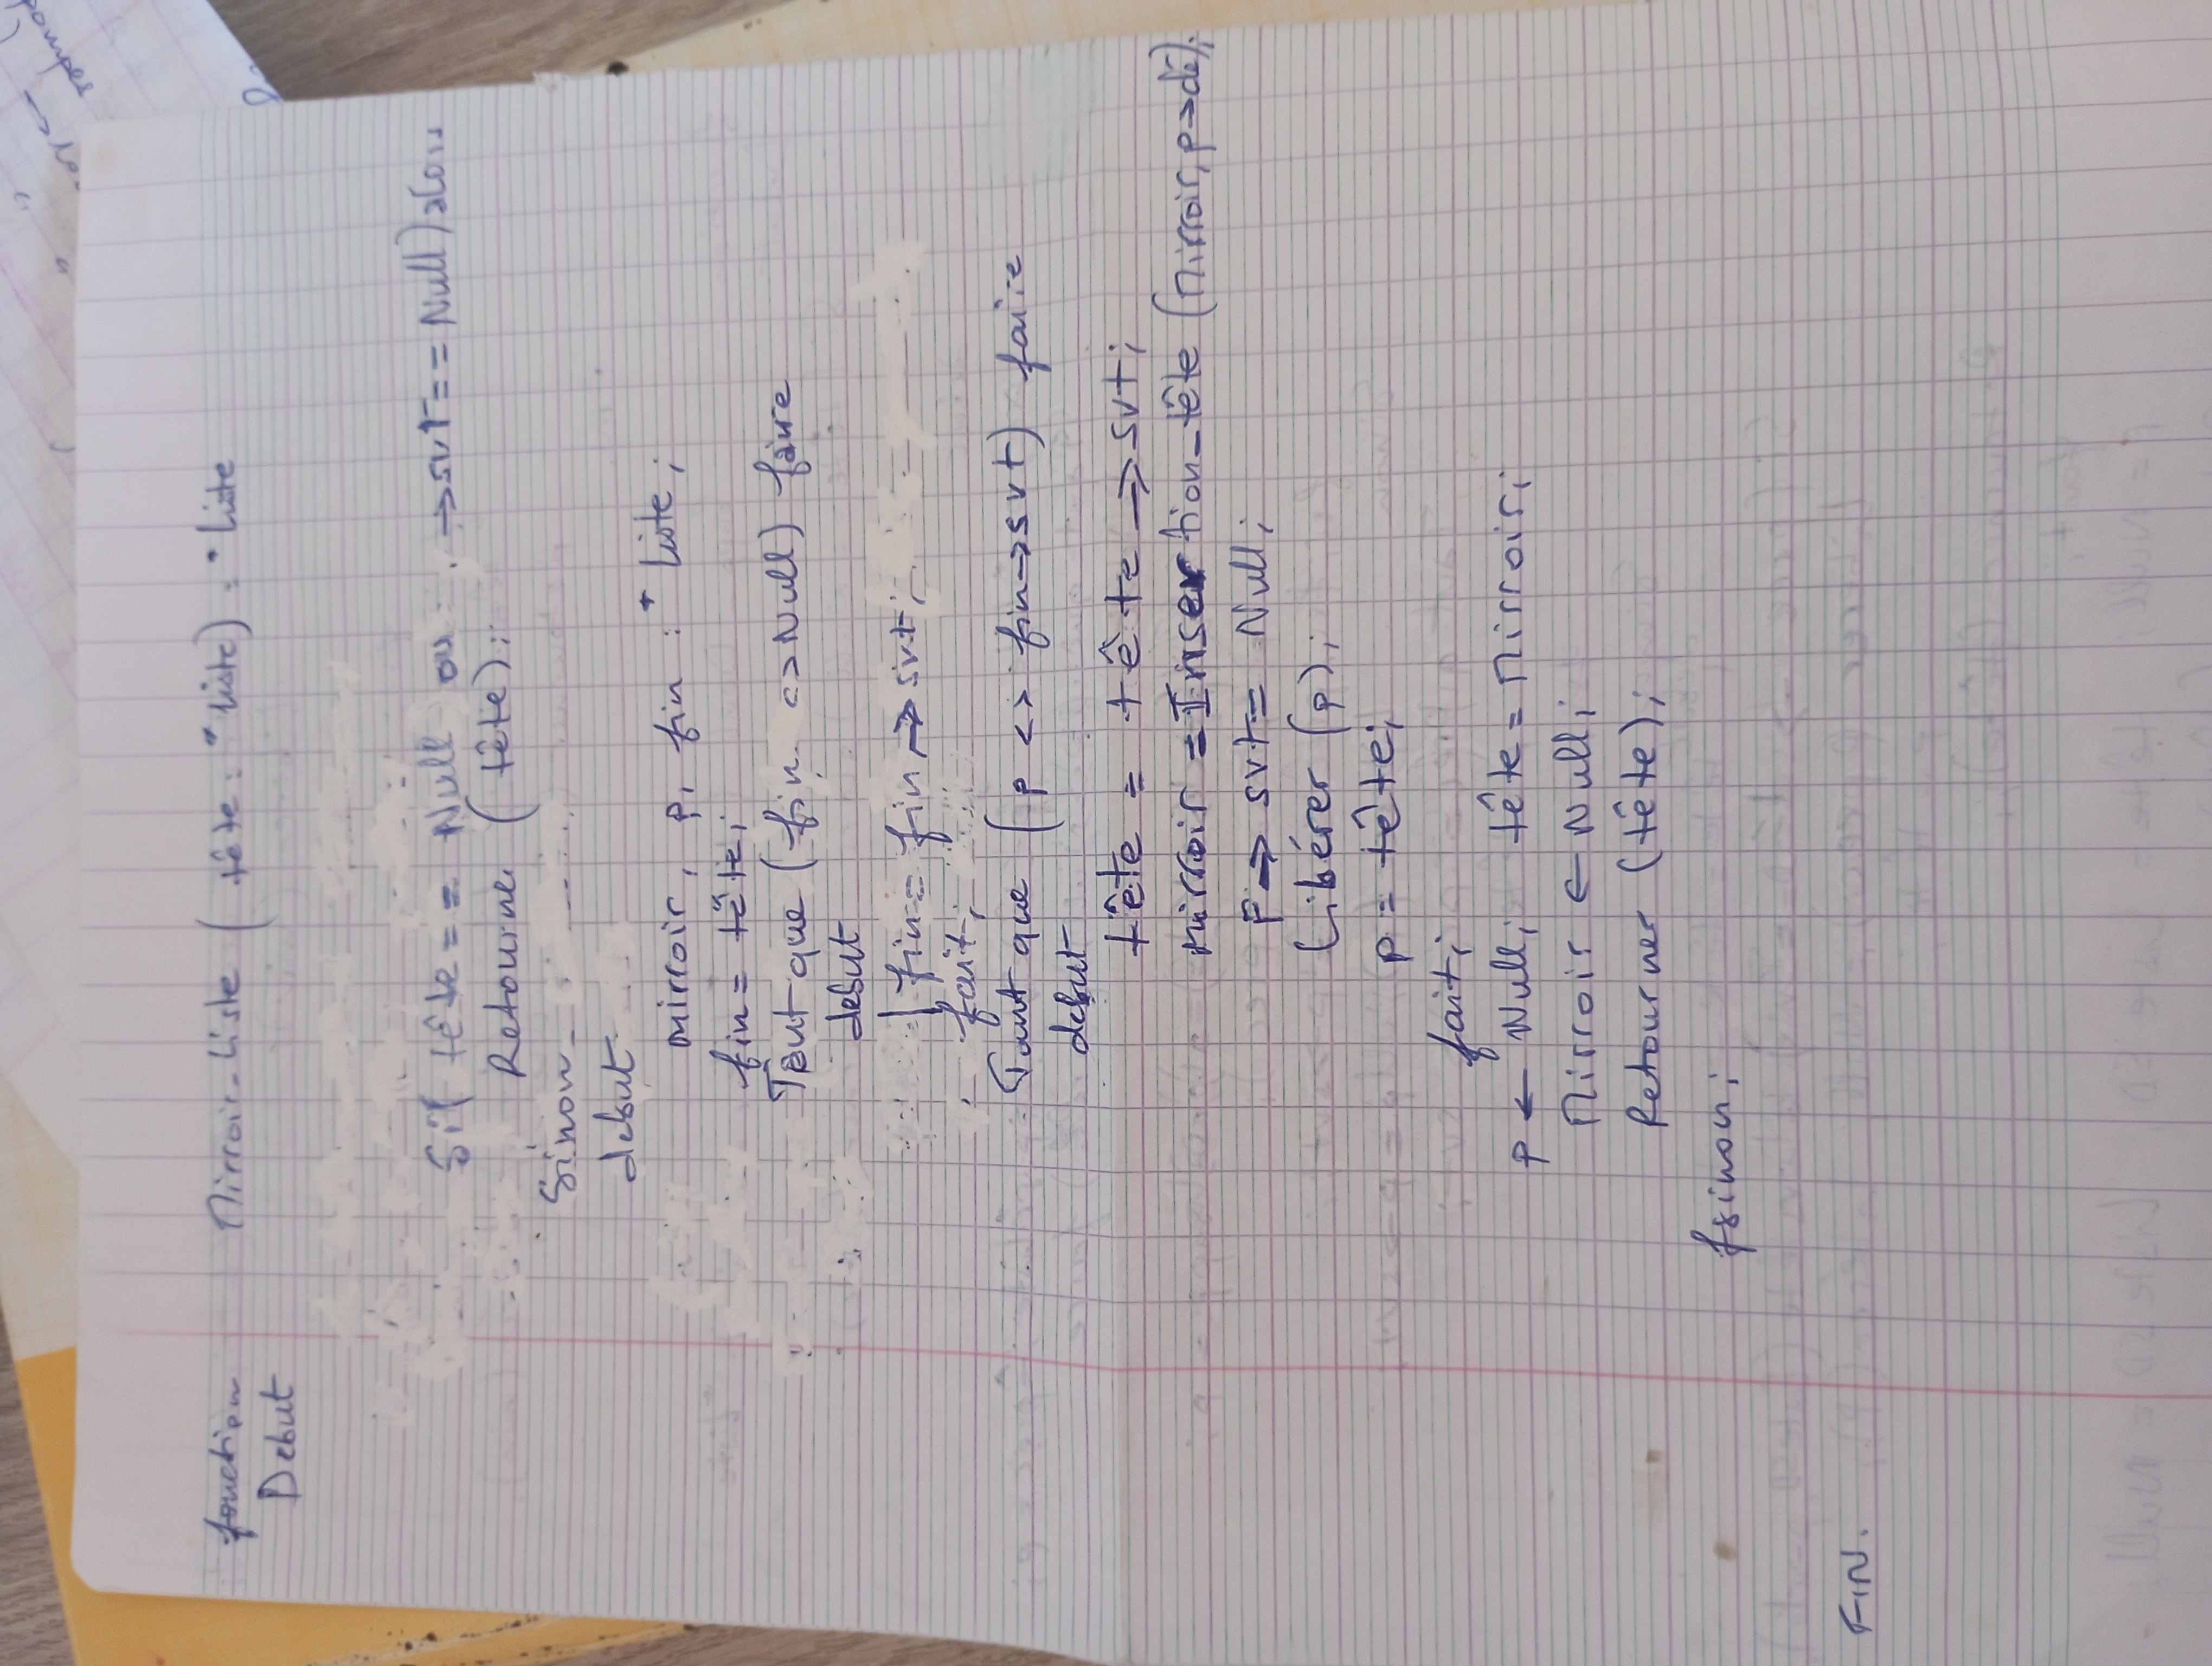 fonction Mirroir_Liste ( tête : * liste) : * liste
Debut
Si( tête == Null ou →svt == Null) alors
Retourner (tête);
Sinon
debut
mirroir, p, fin : * liste;
fin = tête;
Tant que (fin <> Null) faire
debut
fin = fin → svt;
fait;
Tant que (p <> fin → svt) faire
debut
tête = tête → svt;
mirroir = Insertion_tête (Mirroir, p→clé);
P → svt = Null;
Libérer (p);
p = tête;
fait;
p ← Null; tête = Mirroir;
Mirroir ← Null;
Retourner (tête);
fsinon;
FIN.